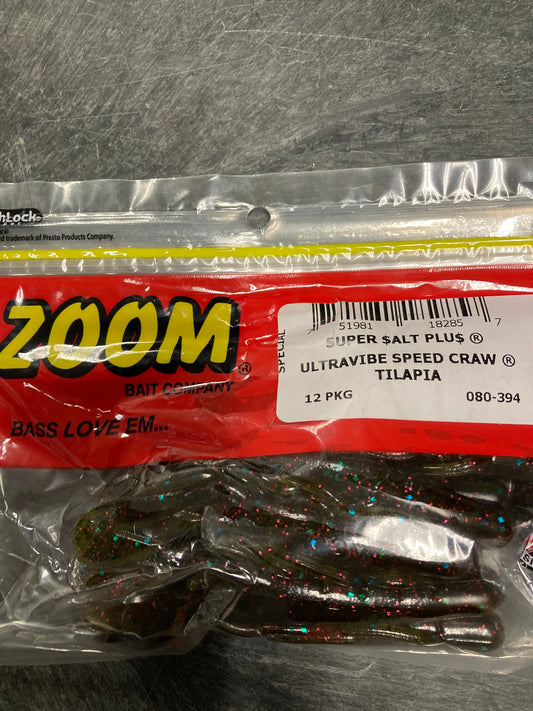 hLock®
K®
d trademark of Presto Products Company.
ZOOM®
BAIT COMPANY
BASS LOVE EM...
SPECIAL
51981 18285 7
SUPER $ALT PLU$ ®
ULTRAVIBE SPEED CRAW ®
TILAPIA
12 PKG 080-394